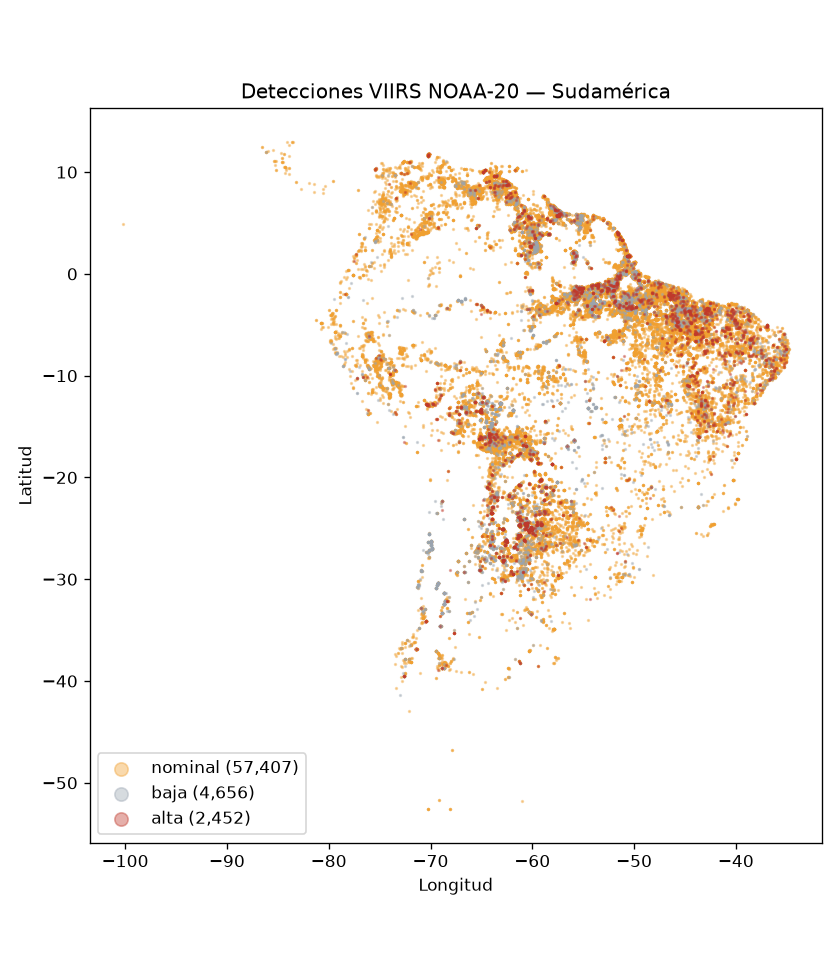 Detecciones VIIRS NOAA-20 — Sudamérica
Latitud
10
0
−10
−20
−30
−40
−50
nominal (57,407)
baja (4,656)
alta (2,452)
−100
−90
−80
−70
−60
−50
−40
Longitud